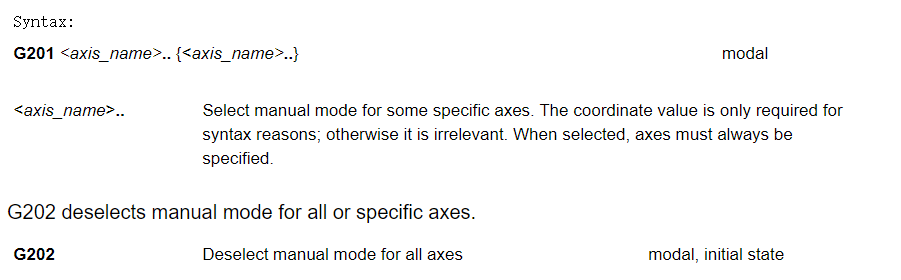 Syntax:
G201 <axis_name>.. {<axis_name>..} modal
<axis_name>.. Select manual mode for some specific axes. The coordinate value is only required for
syntax reasons; otherwise it is irrelevant. When selected, axes must always be
specified.
G202 deselects manual mode for all or specific axes.
G202 Deselect manual mode for all axes modal, initial state